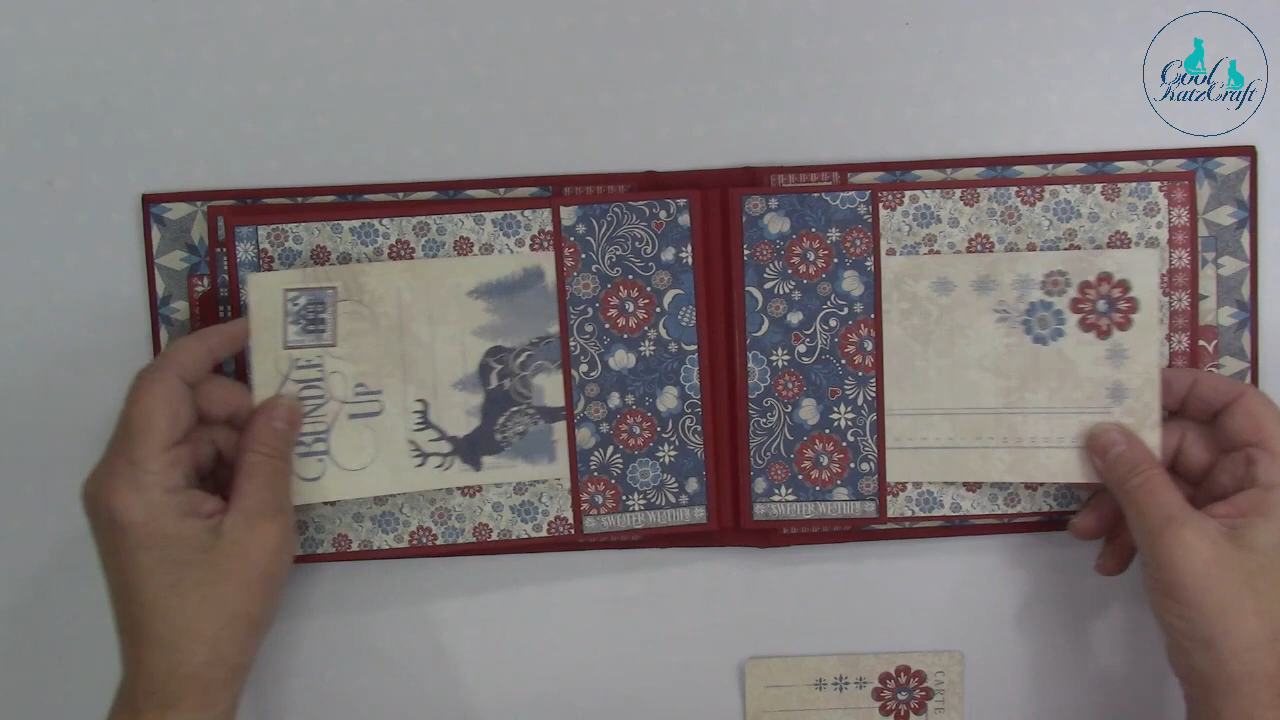 Cool
KatzCraft
BUNDLE
UP
SWEATER WEATHER
SWEATER WEATHER
CARTE